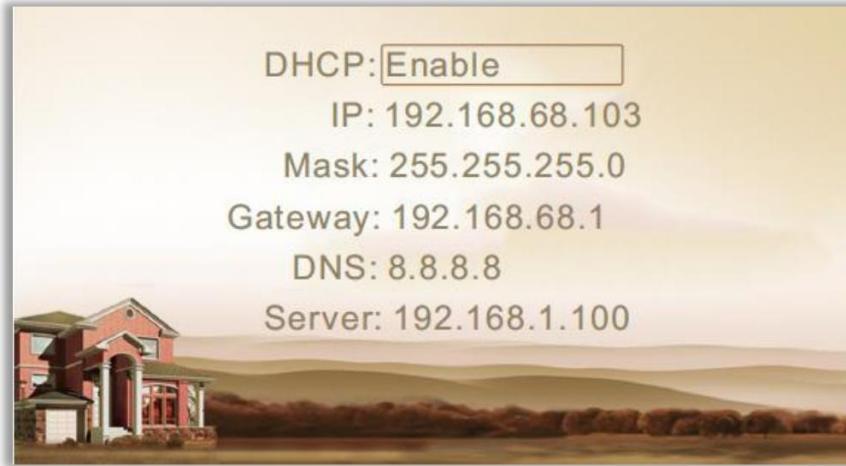 DHCP: Enable
IP: 192.168.68.103
Mask: 255.255.255.0
Gateway: 192.168.68.1
DNS: 8.8.8.8
Server: 192.168.1.100